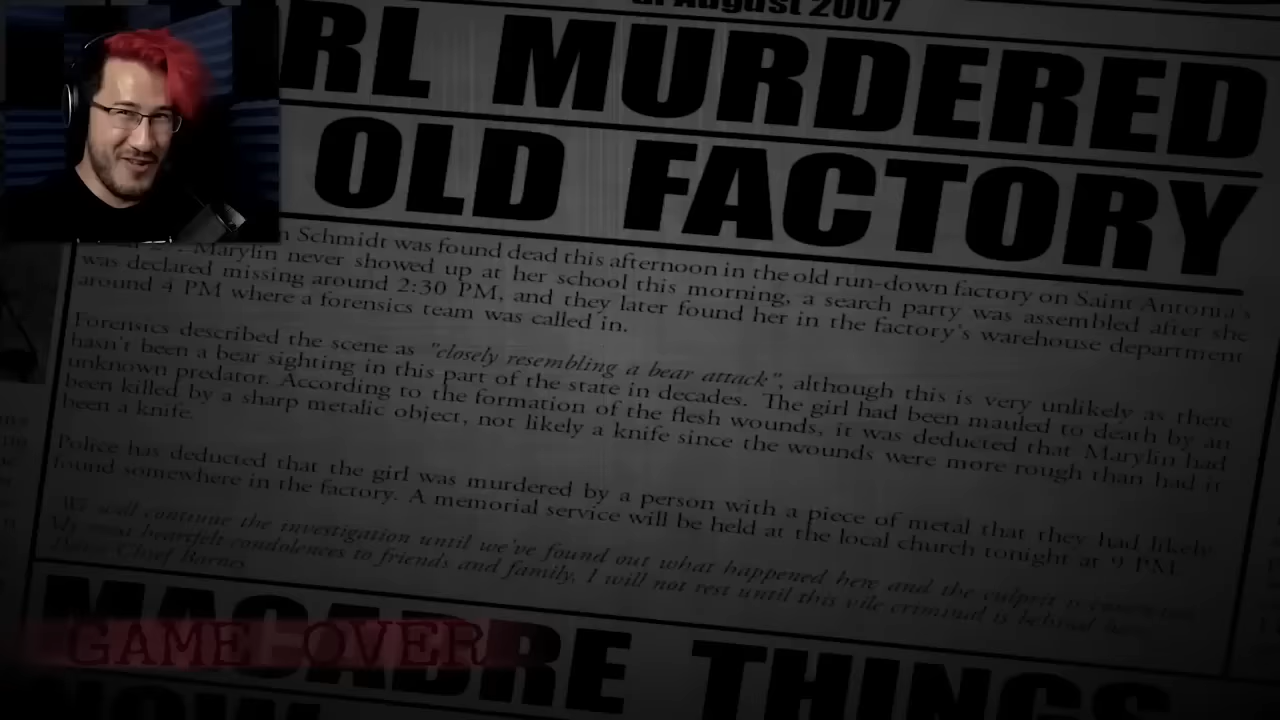 of August 2007
RL MURDERED
OLD FACTORY
Schmidt was found dead this afternoon in the old run-down factory on Saint Antonia's
Marylin never showed up at her school this morning, a search party was assembled after she
was declared missing around 2:30 PM, and they later found her in the factory's warehouse department
around 4 PM where a forensics team was called in.
Forensics described the scene as "closely resembling a bear attack", although this is very unlikely as there
hasn't been a bear sighting in this part of the state in decades. The girl had been mauled to death by an
unknown predator. According to the formation of the flesh wounds, it was deducted that Marylin had
been killed by a sharp metalic object, not likely a knife since the wounds were more rough than had it
been a knife.
Police has deducted that the girl was murdered by a person with a piece of metal that they had likely
found somewhere in the factory. A memorial service will be held at the local church tonight at 9 PM.
We will continue the investigation until we've found out what happened here and the culprit is
My most heartfelt condolences to friends and family, I will not rest until this vile criminal is behind
Chief Barnes
MACABRE THINGS
GAME OVER
NOW